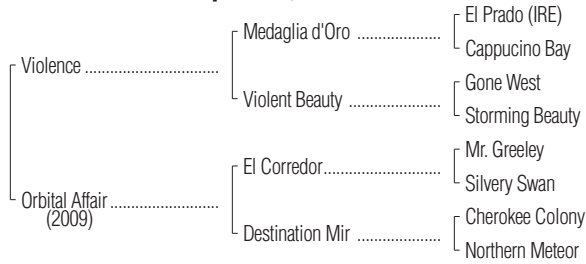 El Prado (IRE)
Medaglia d'Oro ..................
Cappucino Bay
Violence .............................
Gone West
Violent Beauty ....................
Storming Beauty
Mr. Greeley
El Corredor.........................
Silvery Swan
Orbital Affair .......................
(2009)
Cherokee Colony
Destination Mir ..................
Northern Meteor